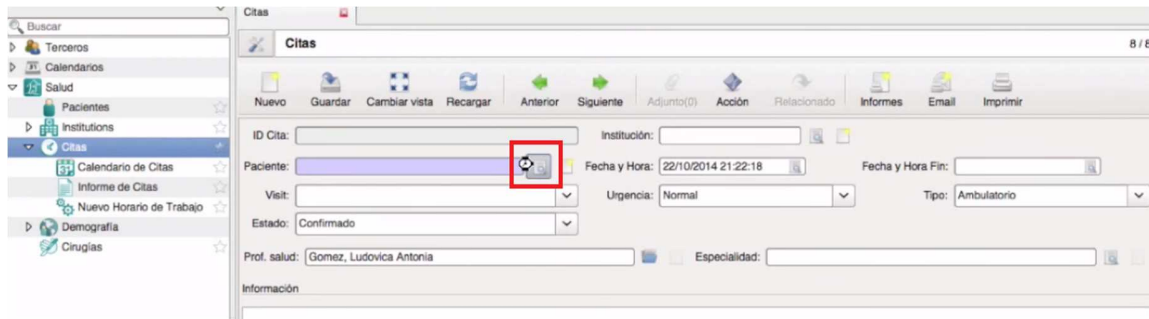 Citas
Buscar
Citas
8 / 8
Terceros
Calendarios
Salud
Pacientes
Institutions
Citas
Calendario de Citas
Informe de Citas
Nuevo Horario de Trabajo
Demografía
Cirugías
Nuevo Guardar Cambiar vista Recargar Anterior Siguiente Adjunto(0) Acción Relacionado Informes Email Imprimir
ID Cita: Institución:
Paciente: Fecha y Hora: 22/10/2014 21:22:18 Fecha y Hora Fin:
Visit: Urgencia: Normal Tipo: Ambulatorio
Estado: Confirmado
Prof. salud: Gomez, Ludovica Antonia Especialidad:
Información